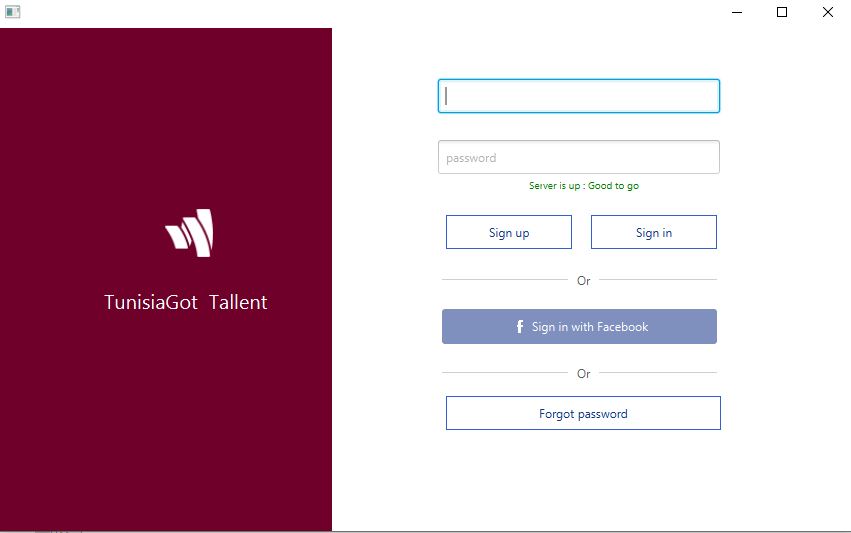 TunisiaGot Tallent
password
Server is up : Good to go
Sign up
Sign in
Or
f Sign in with Facebook
Or
Forgot password